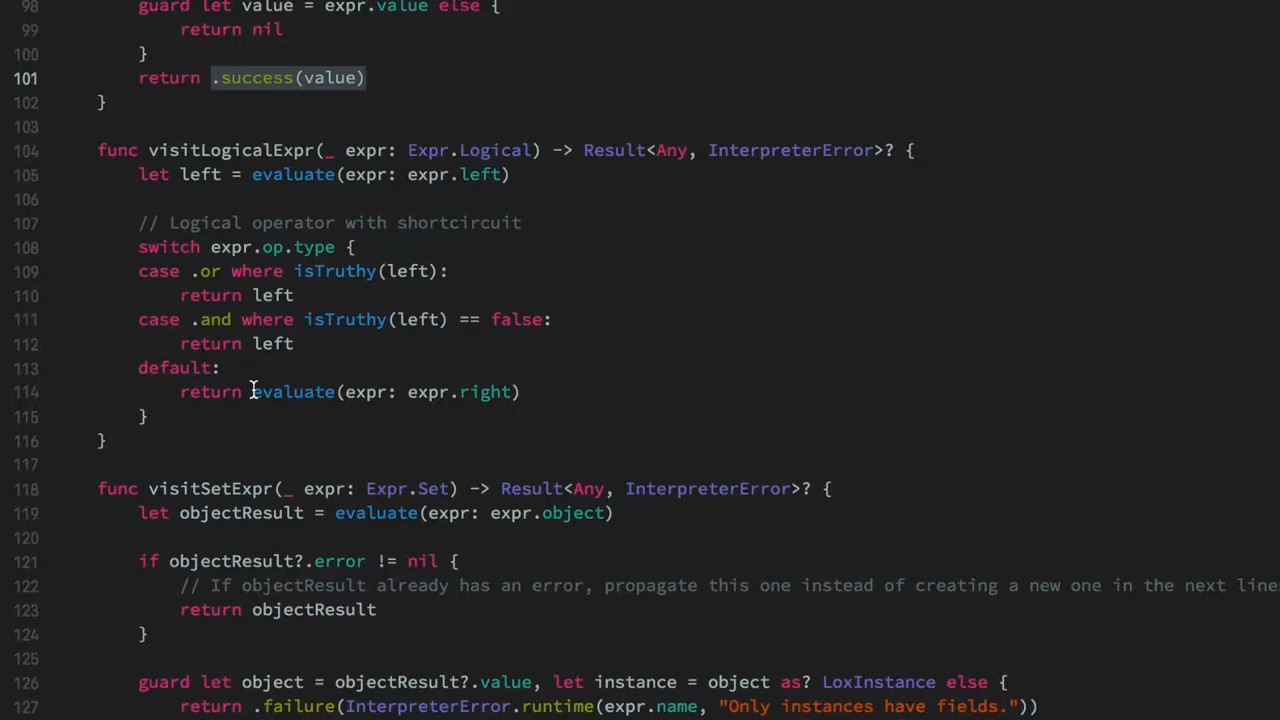 98 guard let value = expr.value else {
99 return nil
100 }
101 return .success(value)
102 }
103
104 func visitLogicalExpr(_ expr: Expr.Logical) -> Result<Any, InterpreterError>? {
105 let left = evaluate(expr: expr.left)
106
107 // Logical operator with shortcircuit
108 switch expr.op.type {
109 case .or where isTruthy(left):
110 return left
111 case .and where isTruthy(left) == false:
112 return left
113 default:
114 return evaluate(expr: expr.right)
115 }
116 }
117
118 func visitSetExpr(_ expr: Expr.Set) -> Result<Any, InterpreterError>? {
119 let objectResult = evaluate(expr: expr.object)
120
121 if objectResult?.error != nil {
122 // If objectResult already has an error, propagate this one instead of creating a new one in the next line
123 return objectResult
124 }
125
126 guard let object = objectResult?.value, let instance = object as? LoxInstance else {
127 return .failure(InterpreterError.runtime(expr.name, "Only instances have fields."))